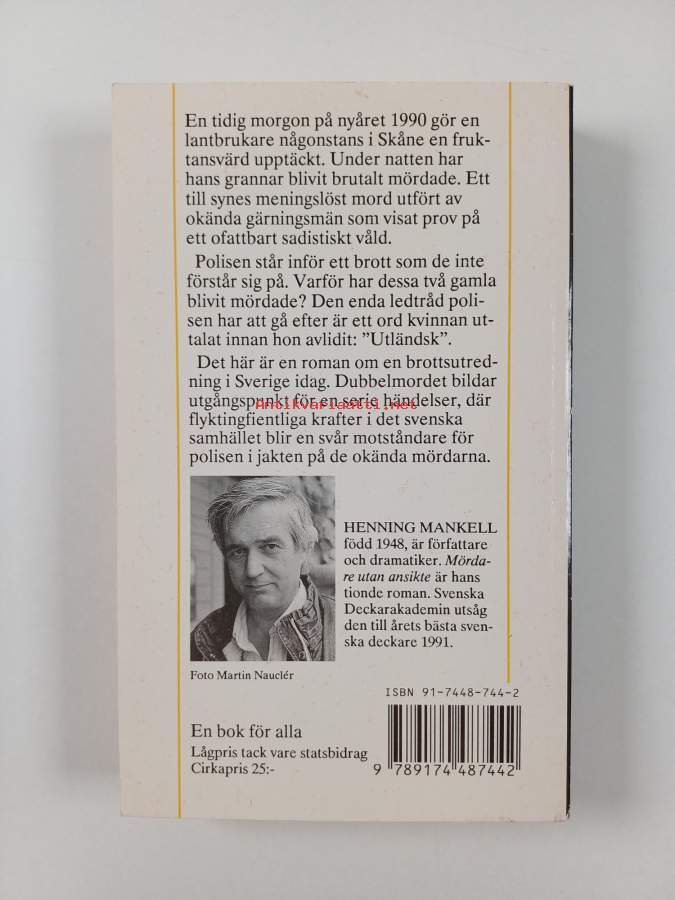 En tidig morgon på nyåret 1990 gör en
lantbrukare någonstans i Skåne en fruk-
tansvärd upptäckt. Under natten har
hans grannar blivit brutalt mördade. Ett
till synes meningslöst mord utfört av
okända gärningsmän som visat prov på
ett ofattbart sadistiskt våld.
Polisen står inför ett brott som de inte
förstår sig på. Varför har dessa två gamla
blivit mördade? Den enda ledtråd poli-
sen har att gå efter är ett ord kvinnan ut-
talat innan hon avlidit: ”Utländsk”.
Det här är en roman om en brottsutred-
ning i Sverige idag. Dubbelmordet bildar
utgångspunkt för en serie händelser, där
Antikvariaatti.net
flyktingfientliga krafter i det svenska
samhället blir en svår motståndare för
polisen i jakten på de okända mördarna.
HENNING MANKELL
född 1948, är författare
och dramatiker. Mörda-
re utan ansikte är hans
tionde roman. Svenska
Deckarakademin utsåg
den till årets bästa sven-
ska deckare 1991.
Foto Martin Nauclér
ISBN 91-7448-744-2
En bok för alla
Lågpris tack vare statsbidrag
Cirkapris 25:-
9 789174 487442